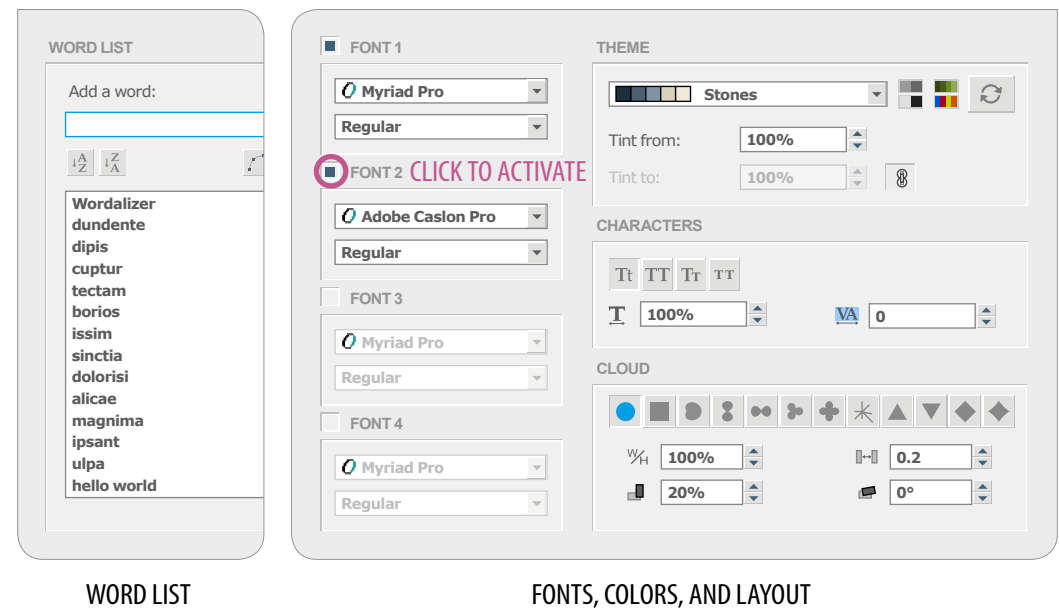 WORD LIST
Add a word:
A
Z
Z
A
Wordalizer
dundente
dipis
cuptur
tectam
borios
issim
sinctia
dolorisi
alicae
magnima
ipsant
ulpa
hello world
FONT 1
Myriad Pro
Regular
FONT 2 CLICK TO ACTIVATE
Adobe Caslon Pro
Regular
FONT 3
Myriad Pro
Regular
FONT 4
Myriad Pro
Regular
THEME
Stones
Tint from: 100%
Tint to: 100%
CHARACTERS
Tt TT Tt TT
T 100% VA 0
CLOUD
W/H 100% 0.2
20% 0°
WORD LIST
FONTS, COLORS, AND LAYOUT